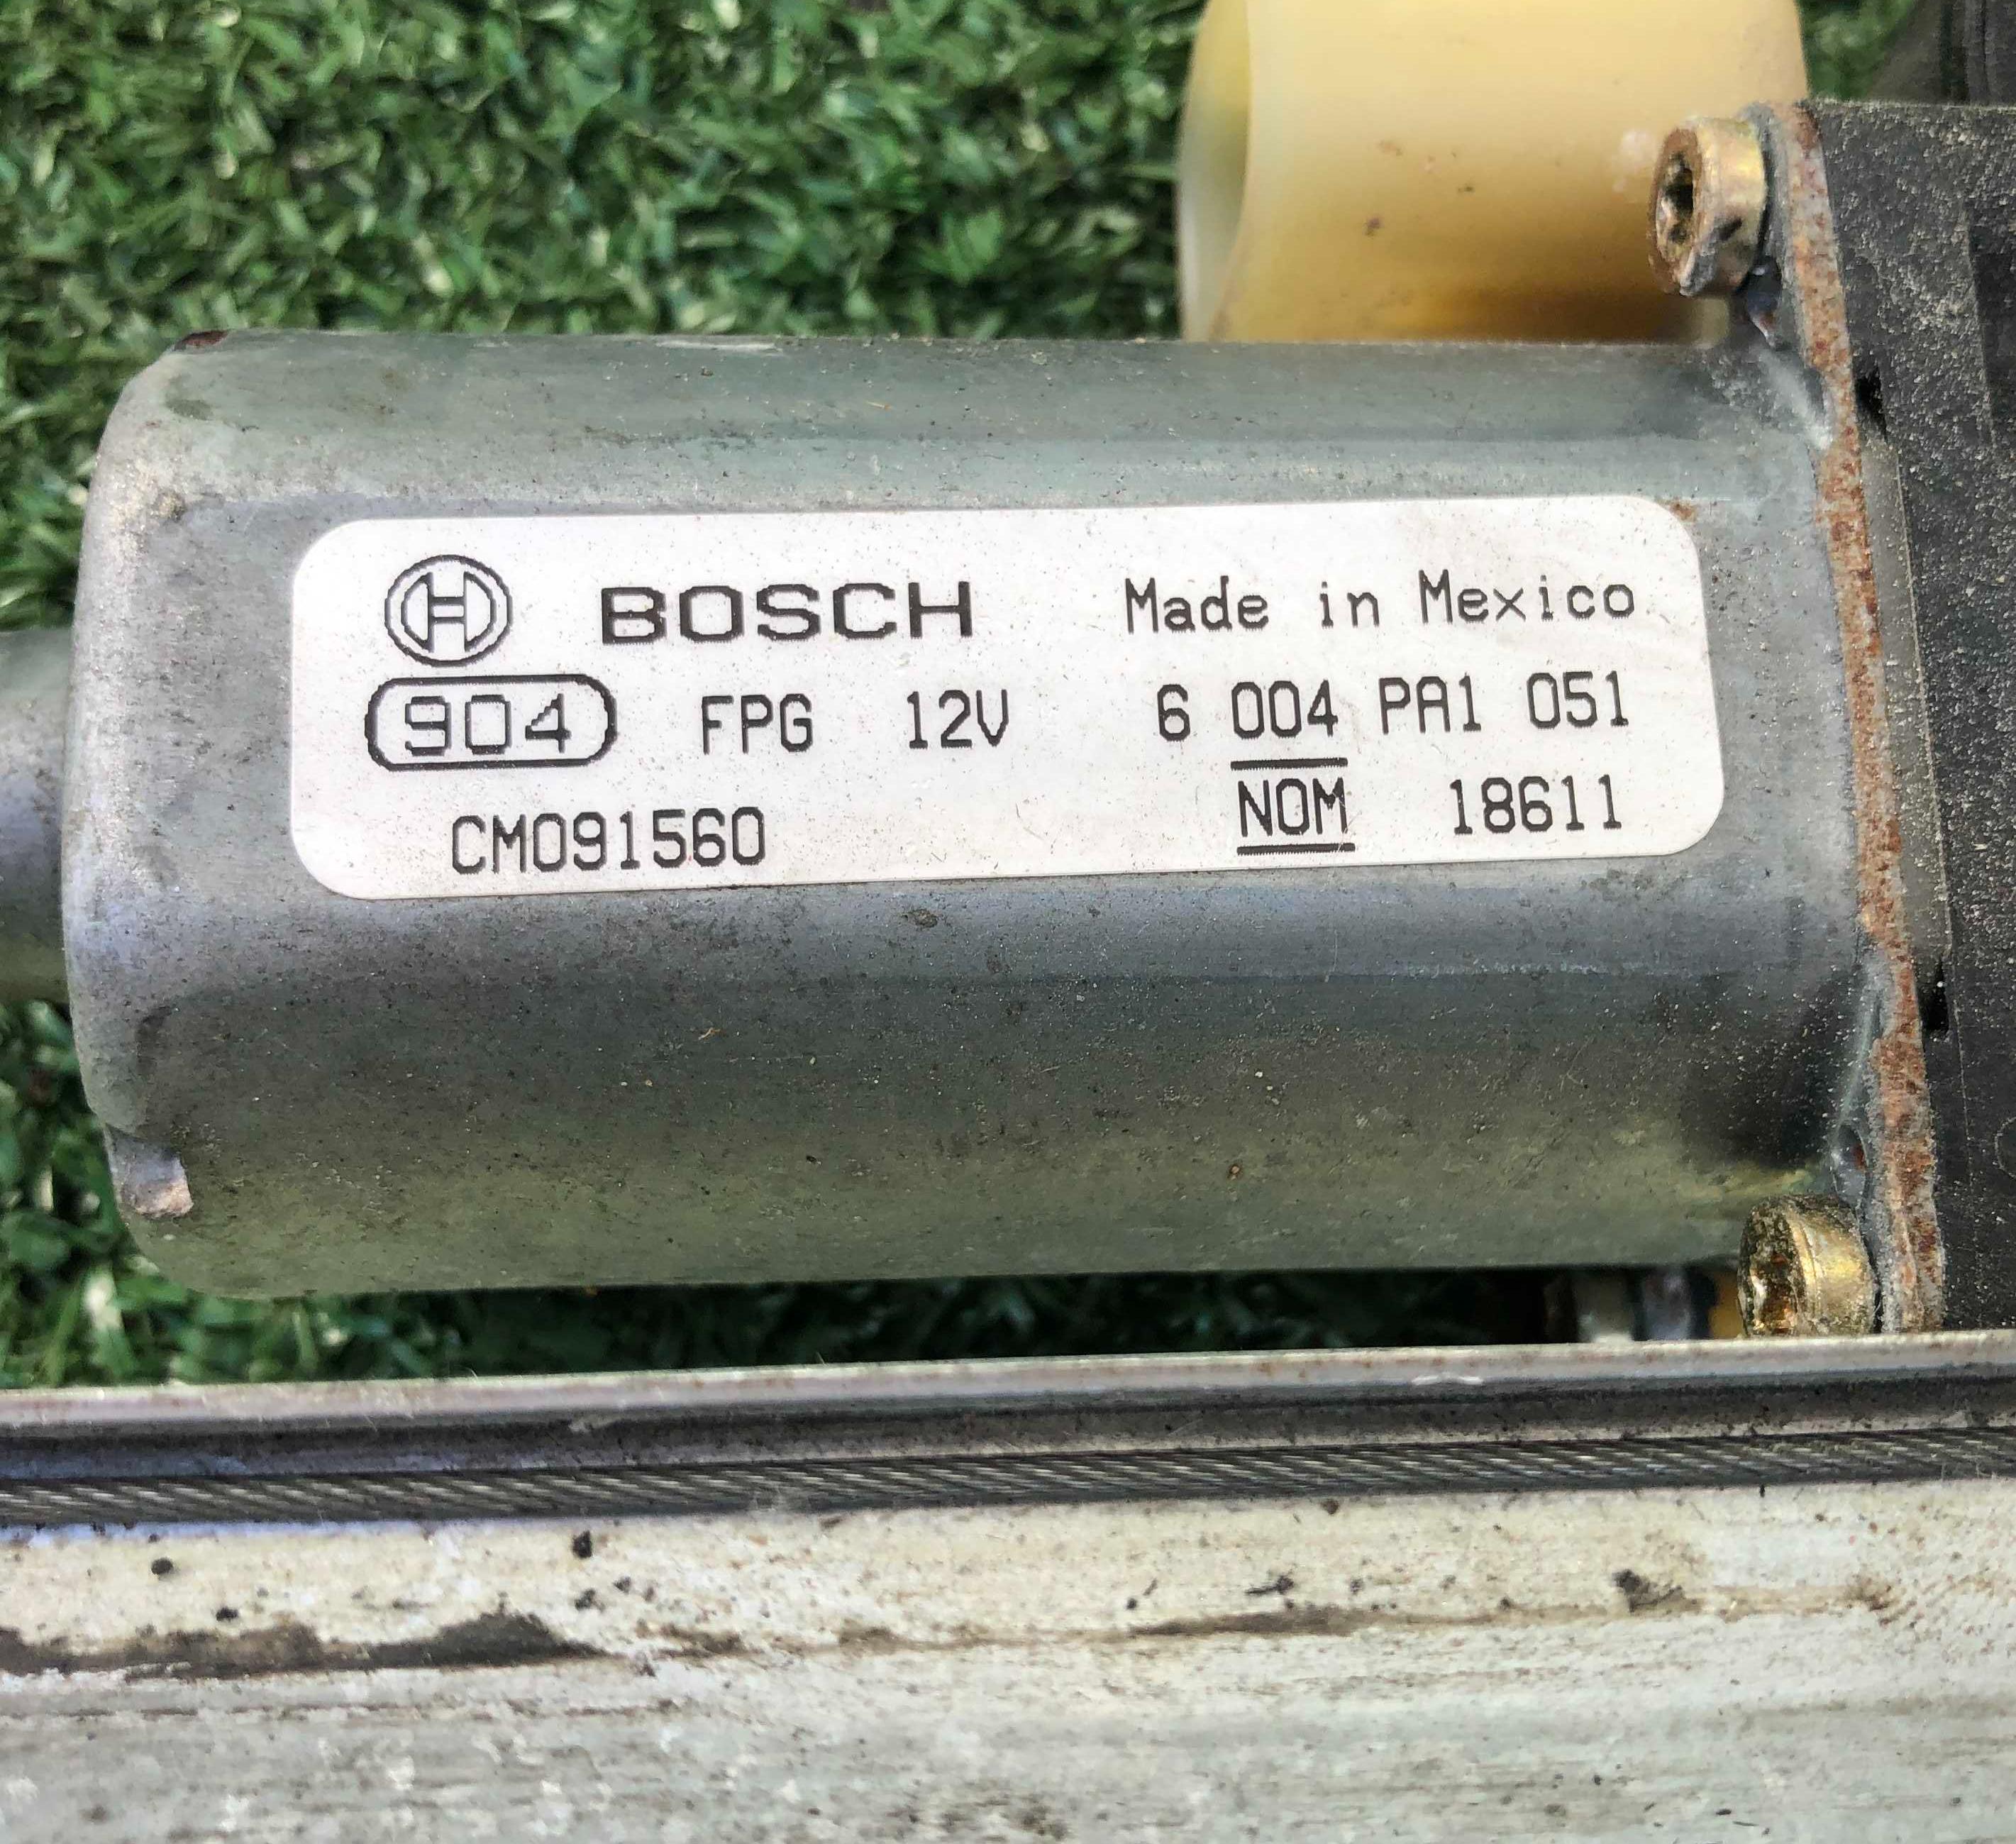 BOSCH Made in Mexico
904 FPG 12V 6 004 PA1 051
CM091560 NOM 18611